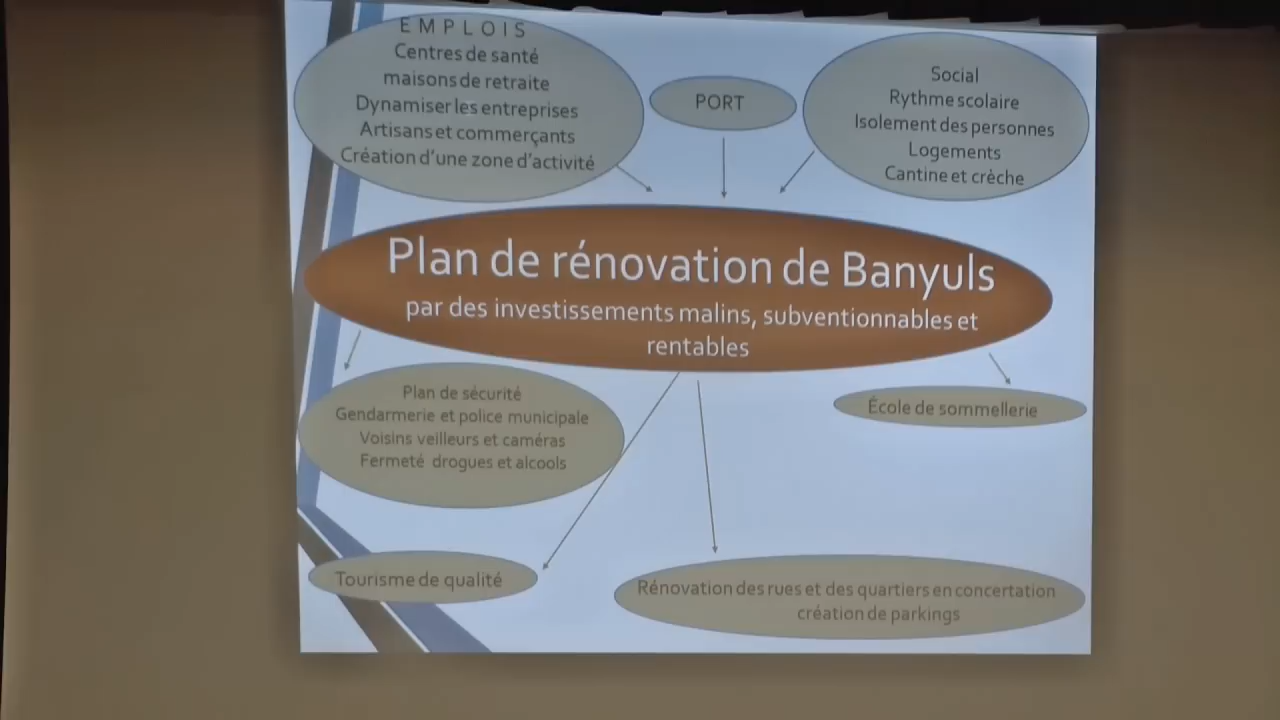 EMPLOIS
Centres de santé
maisons de retraite
Dynamiser les entreprises
Artisans et commerçants
Création d'une zone d'activité
PORT
Social
Rythme scolaire
Isolement des personnes
Logements
Cantine et crèche
Plan de rénovation de Banyuls
par des investissements malins, subventionnables et
rentables
Plan de sécurité
Gendarmerie et police municipale
Voisins veilleurs et caméras
Fermeté drogues et alcools
École de sommellerie
Tourisme de qualité
Rénovation des rues et des quartiers en concertation
création de parkings